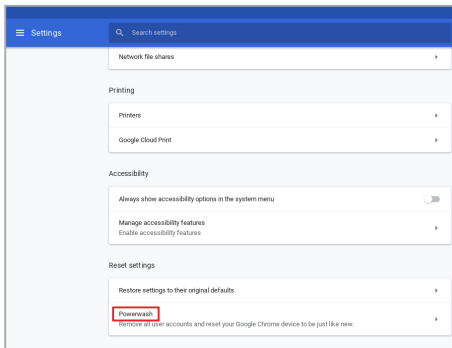 Settings
Search settings
Network file shares
Printing
Printers
Google Cloud Print
Accessibility
Always show accessibility options in the system menu
Manage accessibility features
Enable accessibility features
Reset settings
Restore settings to their original defaults
Powerwash
Remove all user accounts and reset your Google Chrome device to be just like new.